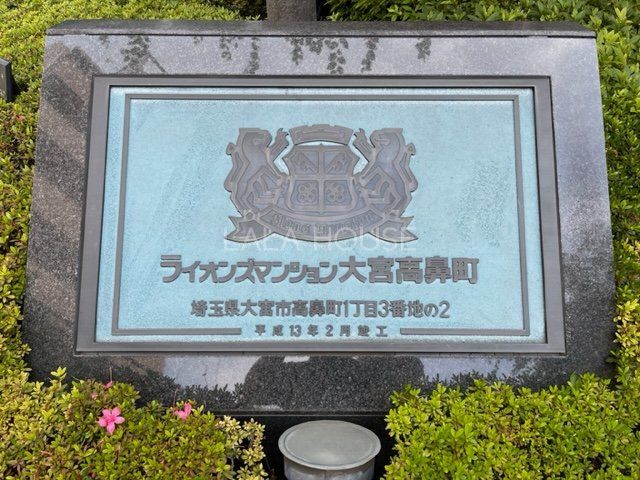 LALA HOUSE
ライオンズマンション大宮高鼻町
埼玉県大宮市高鼻町1丁目3番地の2
平成13年2月竣工